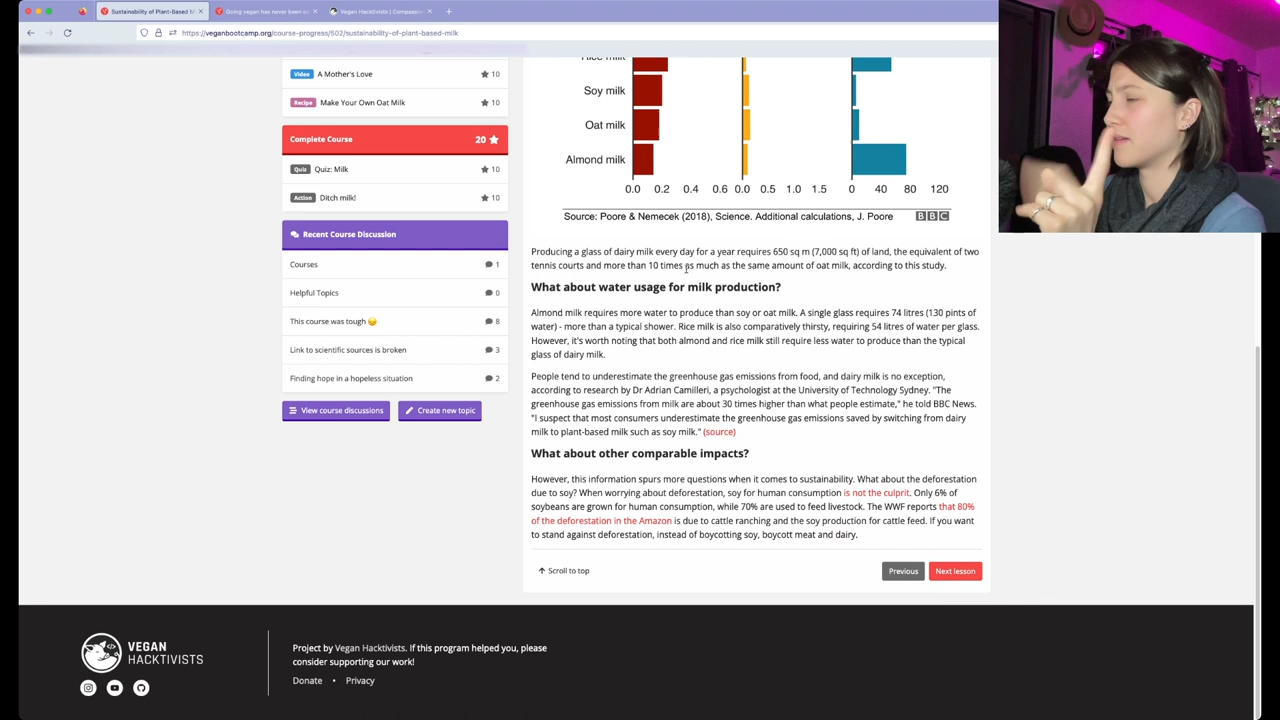 Sustainability of Plant-Based M
Going vegan has never been
Vegan Hacktivists | Compassion
https://veganbootcamp.org/course-progress/502/sustainability-of-plant-based-milk
Video A Mother's Love 10
Recipe Make Your Own Oat Milk 10
Complete Course 20
Quiz Quiz: Milk 10
Action Ditch milk! 10
Recent Course Discussion
Courses 1
Helpful Topics 0
This course was tough 😔 8
Link to scientific sources is broken 3
Finding hope in a hopeless situation 2
View course discussions Create new topic
Rice milk
Soy milk
Oat milk
Almond milk
0.0 0.2 0.4 0.6 0.0 0.5 1.0 1.5 0 40 80 120
Source: Poore & Nemecek (2018), Science. Additional calculations, J. Poore BBC
Producing a glass of dairy milk every day for a year requires 650 sq m (7,000 sq ft) of land, the equivalent of two
tennis courts and more than 10 times as much as the same amount of oat milk, according to this study.
What about water usage for milk production?
Almond milk requires more water to produce than soy or oat milk. A single glass requires 74 litres (130 pints of
water) - more than a typical shower. Rice milk is also comparatively thirsty, requiring 54 litres of water per glass.
However, it's worth noting that both almond and rice milk still require less water to produce than the typical
glass of dairy milk.
People tend to underestimate the greenhouse gas emissions from food, and dairy milk is no exception,
according to research by Dr Adrian Camilleri, a psychologist at the University of Technology Sydney. "The
greenhouse gas emissions from milk are about 30 times higher than what people estimate," he told BBC News.
"I suspect that most consumers underestimate the greenhouse gas emissions saved by switching from dairy
milk to plant-based milk such as soy milk." (source)
What about other comparable impacts?
However, this information spurs more questions when it comes to sustainability. What about the deforestation
due to soy? When worrying about deforestation, soy for human consumption is not the culprit. Only 6% of
soybeans are grown for human consumption, while 70% are used to feed livestock. The WWF reports that 80%
of the deforestation in the Amazon is due to cattle ranching and the soy production for cattle feed. If you want
to stand against deforestation, instead of boycotting soy, boycott meat and dairy.
Scroll to top
Previous Next lesson
VEGAN
HACKTIVISTS
Project by Vegan Hacktivists. If this program helped you, please
consider supporting our work!
Donate • Privacy